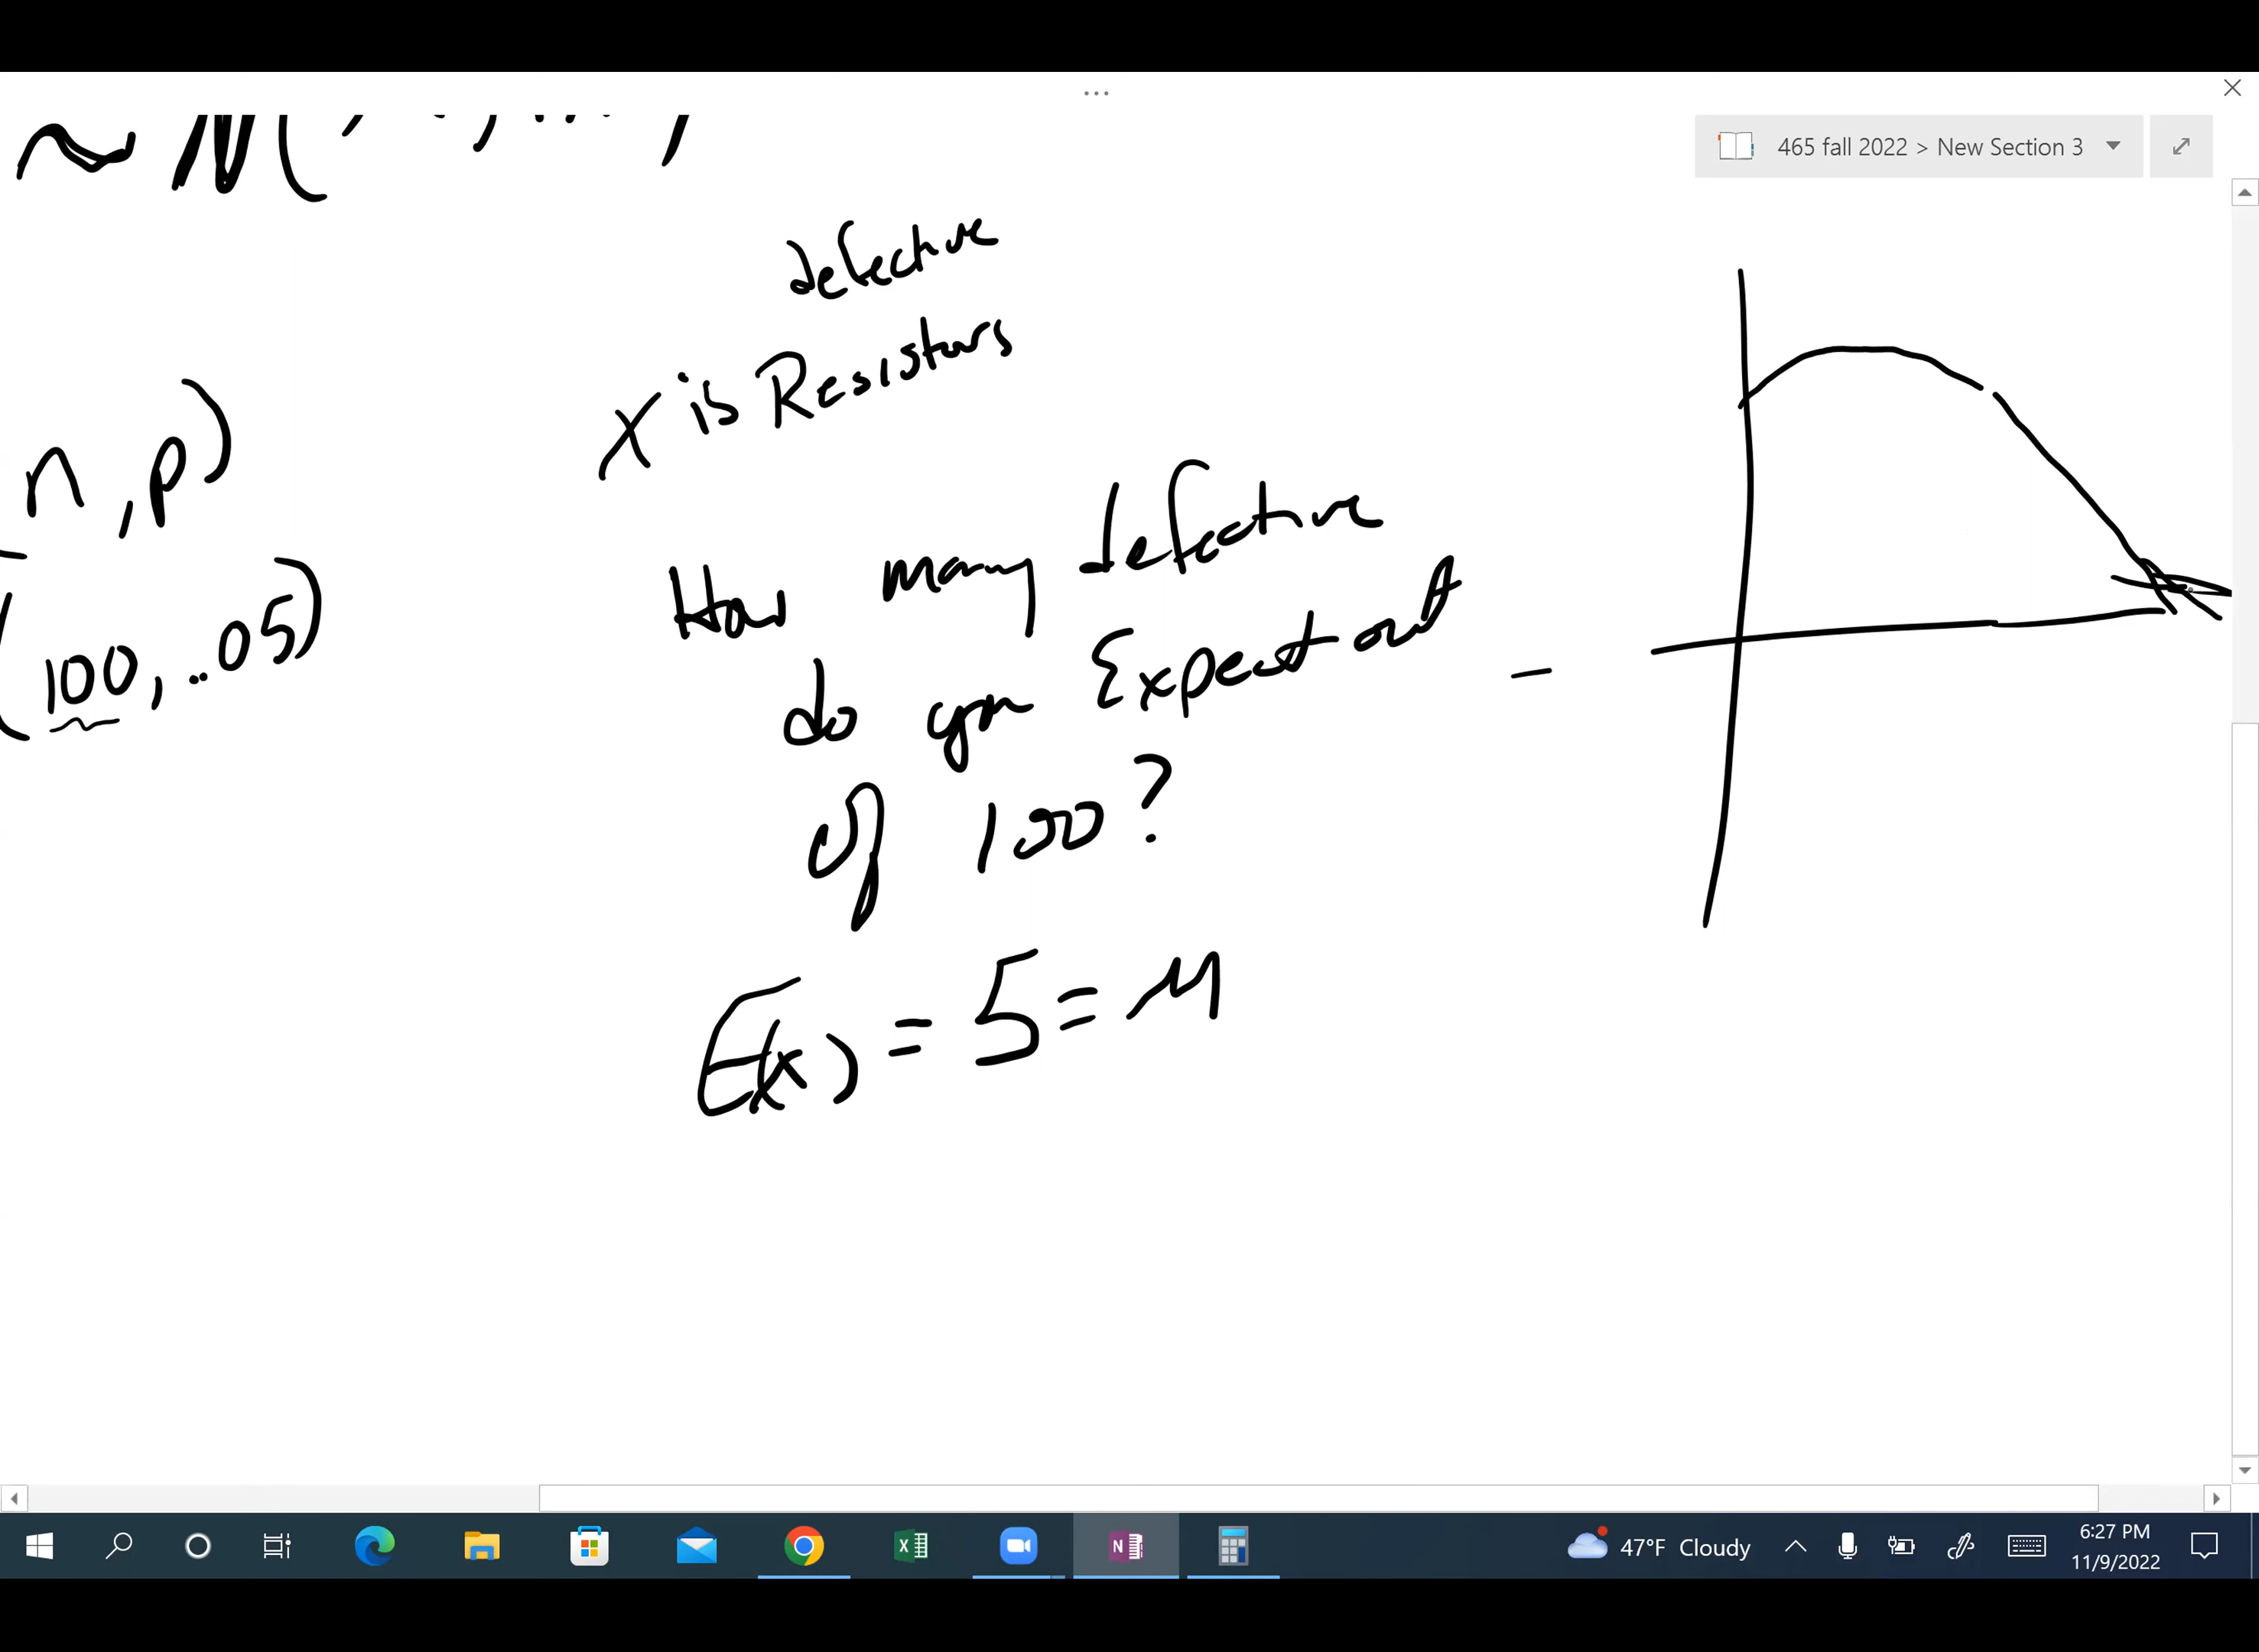 465 fall 2022 > New Section 3
~ N(
defective
X is Resistors
n, p)
(100, ..05)
How many defective
do you Expect out
of 100?
E(x) = 5 = μ
47°F Cloudy
6:27 PM
11/9/2022